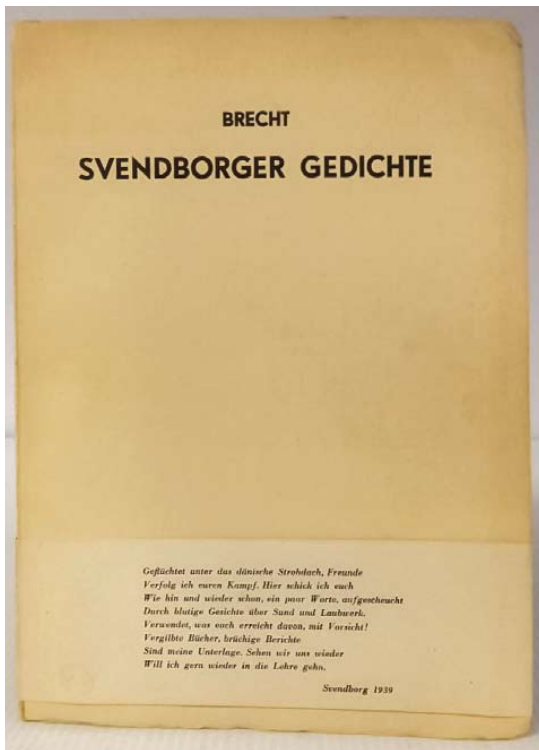 BRECHT
SVENDBORGER GEDICHTE
Geflüchtet unter das dänische Strohdach, Freunde
Verfolg ich euren Kampf. Hier schick ich euch
Wie hin und wieder schon, ein paar Worte, aufgescheucht
Durch blutige Gesichte über Sund und Laubwerk.
Verwendet, was euch erreicht davon, mit Vorsicht!
Vergilbte Bücher, brüchige Berichte
Sind meine Unterlage. Sehen wir uns wieder
Will ich gern wieder in die Lehre gehn.
Svendborg 1939